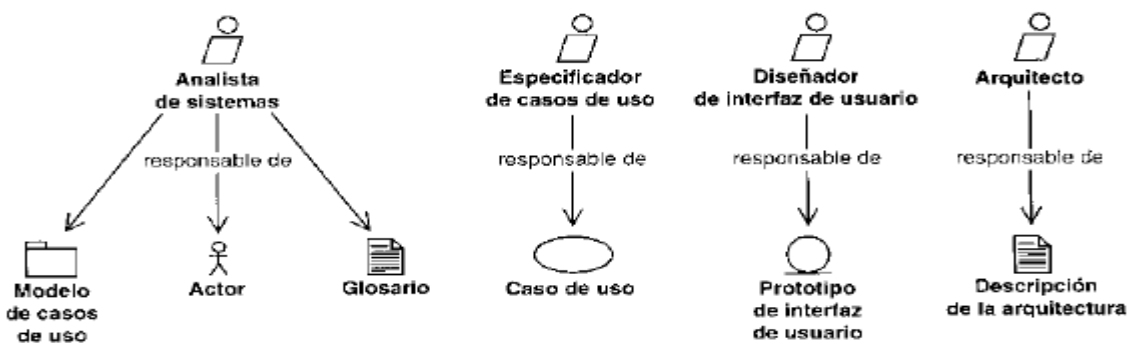 Analista
de sistemas
Especificador
de casos de uso
Diseñador
de interfaz de usuario
Arquitecto
responsable de
responsable de
responsable de
responsable de
Modelo
de casos
de uso
Actor
Glosario
Caso de uso
Prototipo
de interfaz
de usuario
Descripción
de la arquitectura